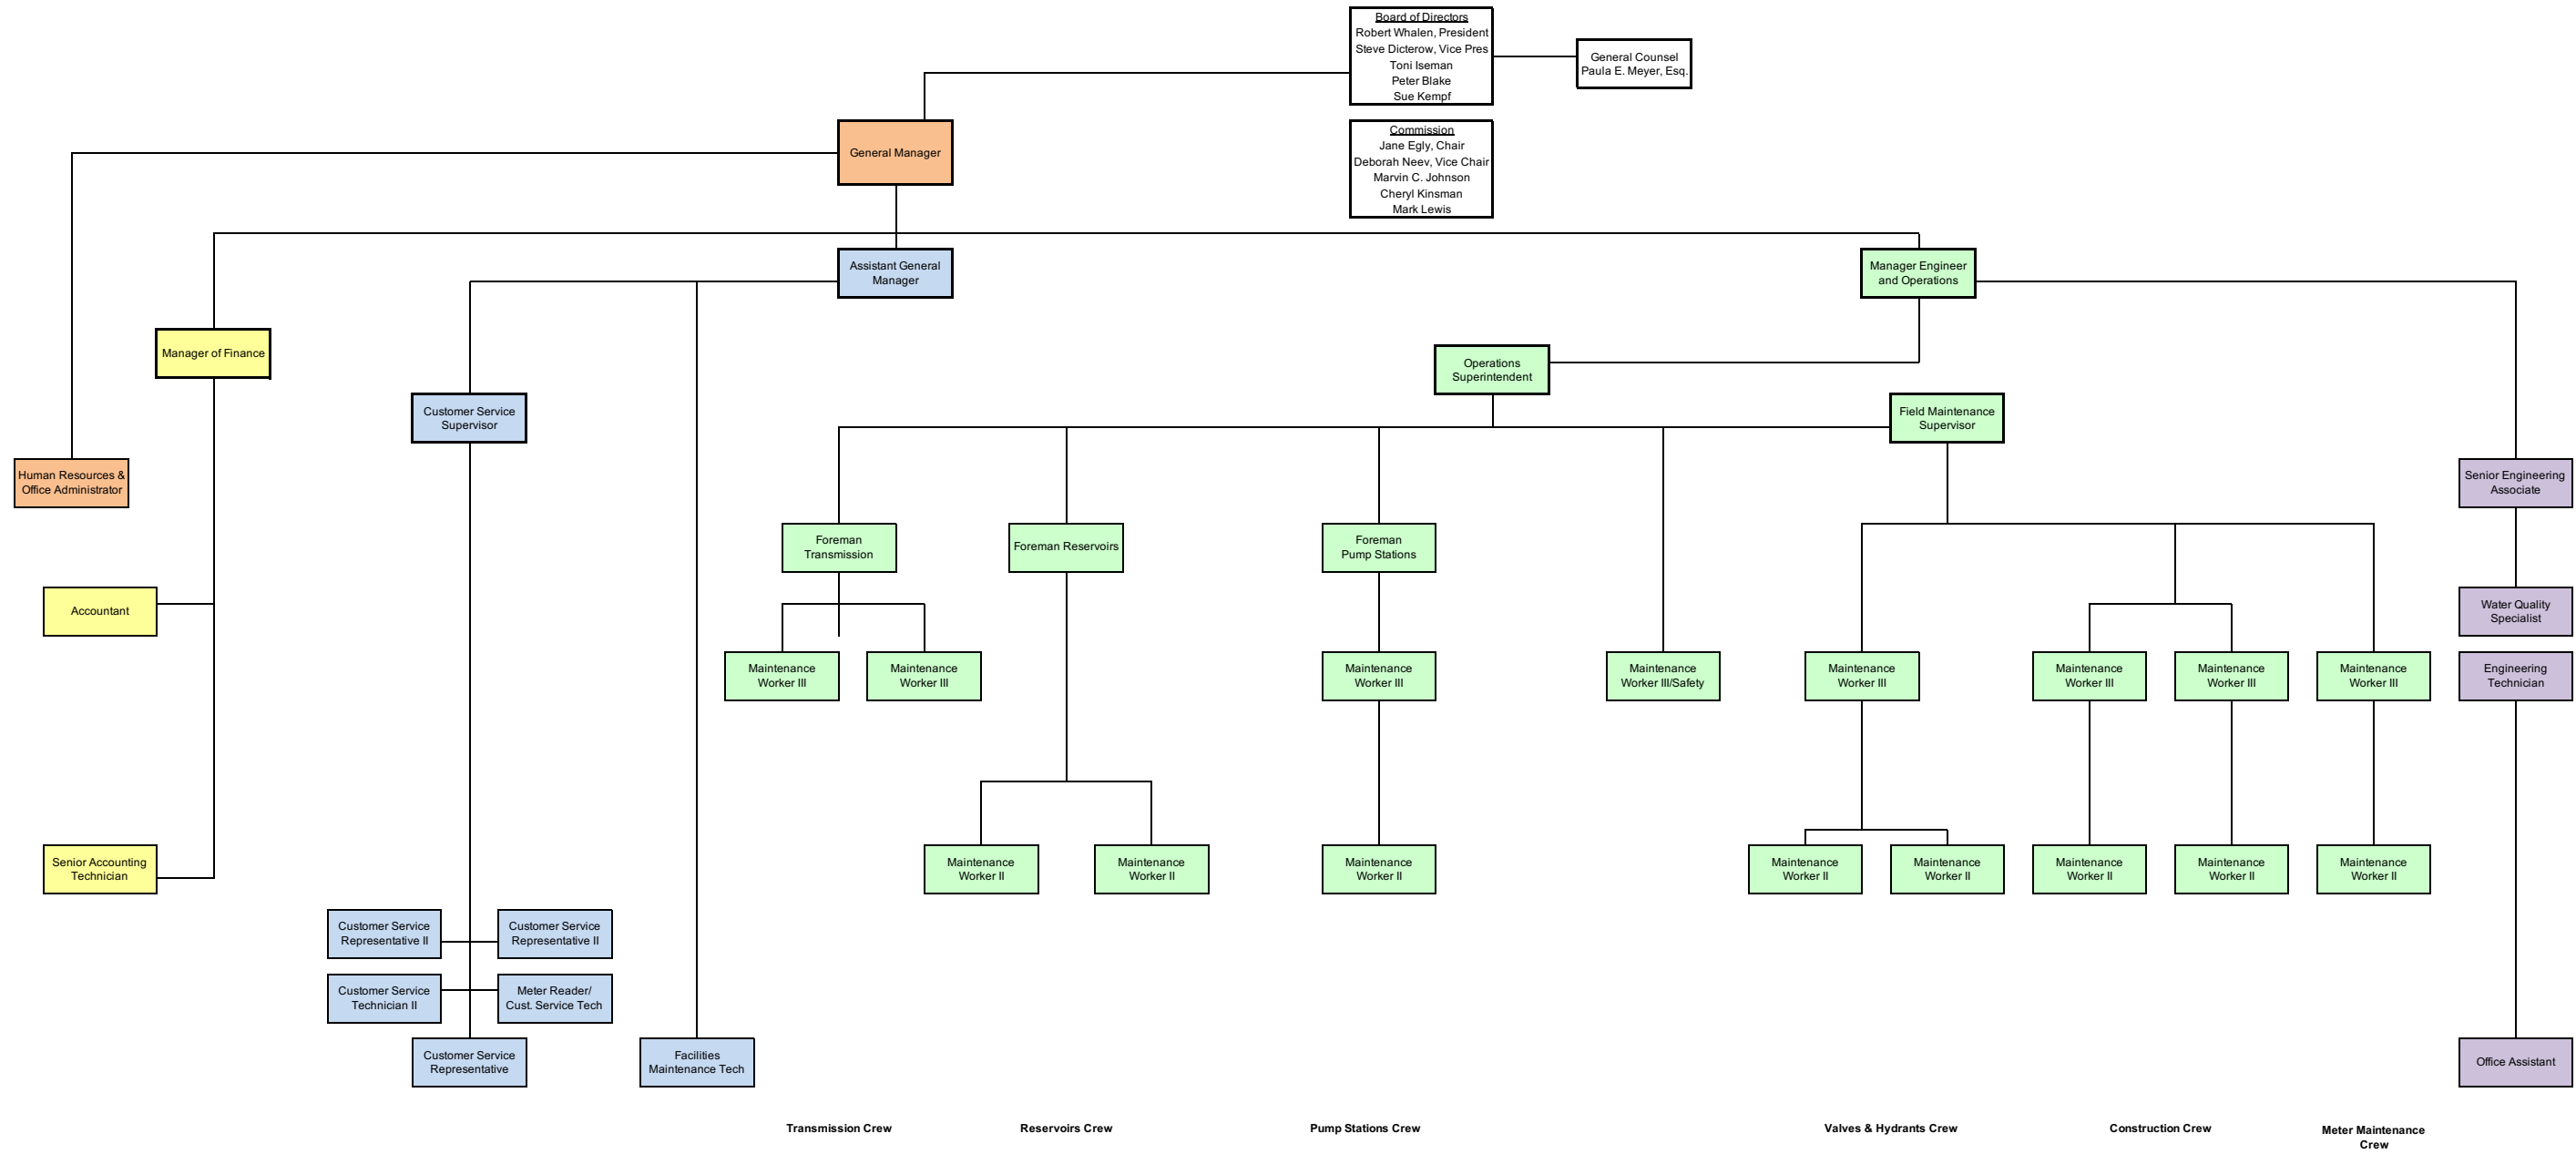 Board of Directors
Robert Whalen, President
Steve Dicterow, Vice Pres
Toni Iseman
Peter Blake
Sue Kempf
General Counsel
Paula E. Meyer, Esq.
Commission
Jane Egly, Chair
Deborah Neev, Vice Chair
Marvin C. Johnson
Cheryl Kinsman
Mark Lewis
General Manager
Assistant General
Manager
Manager Engineer
and Operations
Manager of Finance
Operations
Superintendent
Customer Service
Supervisor
Field Maintenance
Supervisor
Human Resources &
Office Administrator
Senior Engineering
Associate
Foreman
Transmission
Foreman Reservoirs
Foreman
Pump Stations
Accountant
Water Quality
Specialist
Maintenance
Worker III
Maintenance
Worker III
Maintenance
Worker III
Maintenance
Worker III/Safety
Maintenance
Worker III
Maintenance
Worker III
Maintenance
Worker III
Maintenance
Worker III
Engineering
Technician
Senior Accounting
Technician
Maintenance
Worker II
Maintenance
Worker II
Maintenance
Worker II
Maintenance
Worker II
Maintenance
Worker II
Maintenance
Worker II
Maintenance
Worker II
Maintenance
Worker II
Customer Service
Representative II
Customer Service
Representative II
Customer Service
Technician II
Meter Reader/
Cust. Service Tech
Customer Service
Representative
Facilities
Maintenance Tech
Office Assistant
Transmission Crew
Reservoirs Crew
Pump Stations Crew
Valves & Hydrants Crew
Construction Crew
Meter Maintenance
Crew